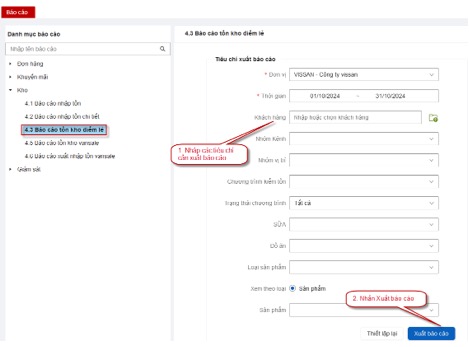 Báo cáo
Danh mục báo cáo
Nhập tên báo cáo
Đơn hàng
Khuyến mãi
Kho
4.1 Báo cáo nhập tồn
4.2 Báo cáo tồn chi tiết
4.3 Báo cáo tồn kho điểm lẻ
4.5 Báo cáo tồn kho vansale
4.6 Báo cáo xuất nhập tồn vansale
Giám sát
4.3 Báo cáo tồn kho điểm lẻ
Tiêu chí xuất báo cáo
* Đơn vị VISSAN - Công ty vissan
* Thời gian 01/10/2024 ~ 31/10/2024
Khách hàng Nhập hoặc chọn khách hàng
Nhóm Kênh
Nhóm vị trí
Chương trình kiểm tồn
Trạng thái chương trình Tất cả
SỮA
Đồ ăn
Loại sản phẩm
Xem theo loại Sản phẩm
Sản phẩm
Thiết lập lại
Xuất báo cáo
1. Nhập các tiêu chí
cần xuất báo cáo
2. Nhấn Xuất báo cáo